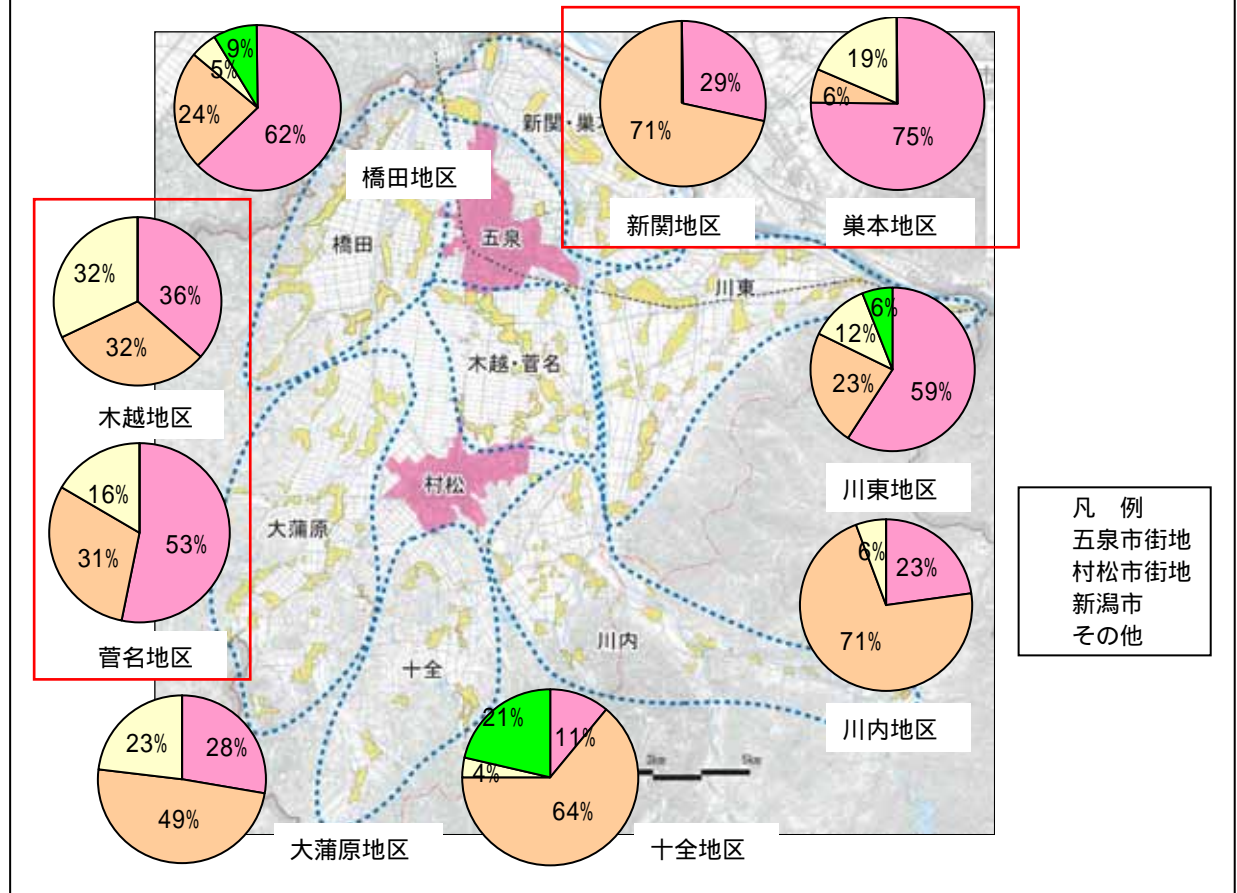 9%
5%
24%
62%
橋田地区
29%
71%
新関地区
19%
6%
75%
巣本地区
新関・巣
五泉
橋田
川東
木越・菅名
村松
大蒲原
川内
十全
32%
36%
32%
木越地区
16%
53%
31%
菅名地区
6%
12%
23%
59%
川東地区
6%
23%
71%
川内地区
凡 例
五泉市街地
村松市街地
新潟市
その他
23%
28%
49%
大蒲原地区
21%
11%
4%
64%
十全地区
5km